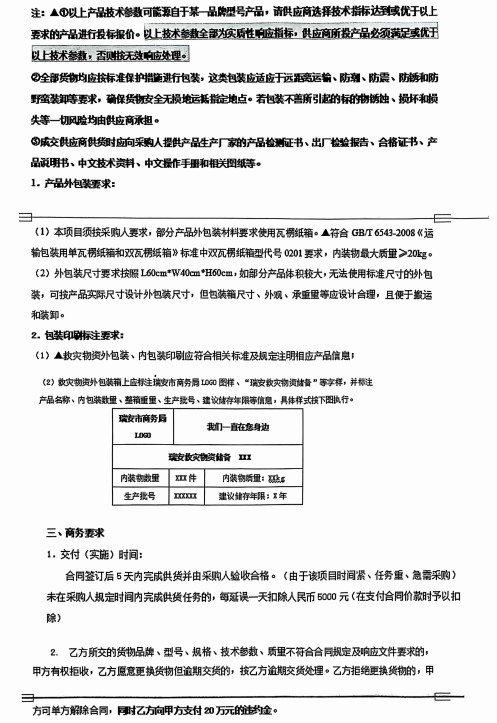 注：▲①以上产品技术参数可能源自于某一品牌型号产品，请供应商选择技术指标达到或优于以上
要求的产品进行投标报价。以上技术参数全部为实质性响应指标，供应商所投产品必须满足或优于
以上技术参数，否则按无效响应处理。
②全部货物均应按标准保护措施进行包装，这类包装应适应于远距离运输、防潮、防震、防锈和防
野蛮装卸等要求，确保货物安全无损地运抵指定地点。若包装不善所引起的标的物锈蚀、损坏和损
失等一切风险均由供应商承担。
③成交供应商供货时应向采购人提供产品生产厂家的产品检测证书、出厂检验报告、合格证书、产
品说明书、中文技术资料、中文操作手册和相关图纸等。
1. 产品外包装要求：
（1）本项目须按采购人要求，部分产品外包装材料要求使用瓦楞纸箱。▲符合 GB/T 6543-2008《运
输包装用单瓦楞纸箱和双瓦楞纸箱》标准中双瓦楞纸箱型代号 0201 要求，内装物最大质量≥20kg。
（2）外包装尺寸要求按照 L60cm*W40cm*H60cm，如部分产品体积较大，无法使用标准尺寸的外包
装，可按产品实际尺寸设计外包装尺寸，但包装箱尺寸、外观、承重量等应设计合理，且便于搬运
和装卸。
2. 包装印刷标注要求：
（1）▲救灾物资外包装、内包装印刷应符合相关标准及规定注明相应产品信息；
（2）救灾物资外包装箱上应标注瑞安市商务局 LOGO 图样、“瑞安救灾物资储备”等字样，并标注
产品名称、内包装数量、整箱重量、生产批号、建议储存年限等信息，具体样式按下图执行。
瑞安市商务局
LOGO
我们一直在您身边
瑞安救灾物资储备 XXX
内装物数量 XXX 件 内装物质量：XXkg
生产批号 XXXXXX 建议储存年限：X 年
三、商务要求
1. 交付（实施）时间：
合同签订后 5 天内完成供货并由采购人验收合格。（由于该项目时间紧、任务重、急需采购）
未在采购人规定时间内完成供货任务的，每延误一天扣除人民币 5000 元（在支付合同价款时予以扣
除）
2. 乙方所交的货物品牌、型号、规格、技术参数、质量不符合合同规定及响应文件要求的，
甲方有权拒收，乙方愿意更换货物但逾期交货的，按乙方逾期交货处理。乙方拒绝更换货物的，甲
方可单方解除合同，同时乙方向甲方支付 20 万元的违约金。